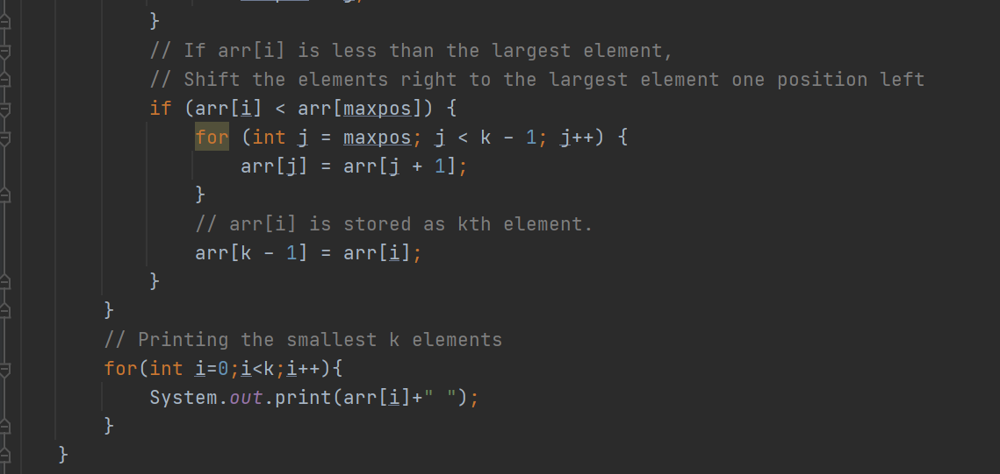 }
// If arr[i] is less than the largest element,
// Shift the elements right to the largest element one position left
if (arr[i] < arr[maxpos]) {
for (int j = maxpos; j < k - 1; j++) {
arr[j] = arr[j + 1];
}
// arr[i] is stored as kth element.
arr[k - 1] = arr[i];
}
}
// Printing the smallest k elements
for(int i=0;i<k;i++){
System.out.print(arr[i]+" ");
}
}